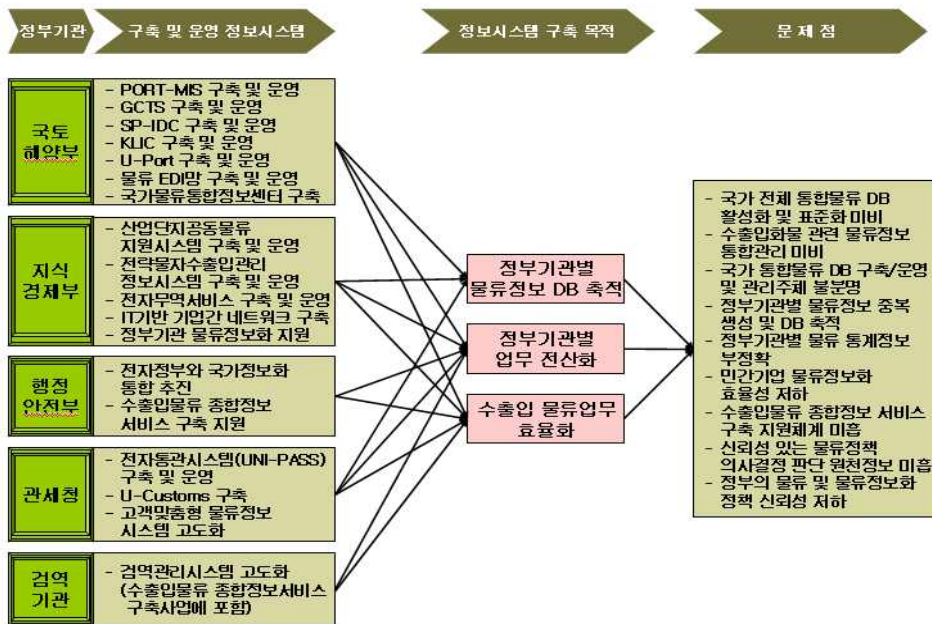 정부기관
구축 및 운영 정보시스템
정보시스템 구축 목적
문 제 점
국토
해약부
- PORT-MIS 구축 및 운영
- GCTS 구축 및 운영
- SP-IDC 구축 및 운영
- KLIC 구축 및 운영
- U-Port 구축 및 운영
- 물류 EDI망 구축 및 운영
- 국가물류통합정보센터 구축
지식
경제부
- 산업단지공동물류
지원시스템 구축 및 운영
- 전략물자수출입관리
정보시스템 구축 및 운영
- 전자무역서비스 구축 및 운영
- IT기반 기업간 네트워크 구축
- 정부기관 물류정보화 지원
행정
안저부
- 전자정부와 국가정보화
통합 추진
- 수출입물류 종합정보
서비스 구축 지원
관세청
- 전자통관시스템(UNI-PASS)
구축 및 운영
- U-Customs 구축
- 고객맞춤형 물류정보
시스템 고도화
검역
기관
- 검역관리시스템 고도화
(수출입물류 종합정보서비스
구축사업에 포함)
정부기관별
물류정보 DB 축적
정부기관별
업무 전산화
수출입 물류업무
효율화
- 국가 전체 통합물류 DB
활성화 및 표준화 미비
- 수출입화물 관련 물류정보
통합관리 미비
- 국가 통합물류 DB 구축/운영
및 관리주체 불분명
- 정부기관별 물류정보 중복
생성 및 DB 축적
- 정부기관별 물류 통계정보
부정확
- 민간기업 물류정보화
효율성 저하
- 수출입물류 종합정보 서비스
구축 지원체계 미흡
- 신뢰성 있는 물류정책
의사결정 판단 원천정보 미흡
- 정부의 물류 및 물류정보화
정책 신뢰성 저하